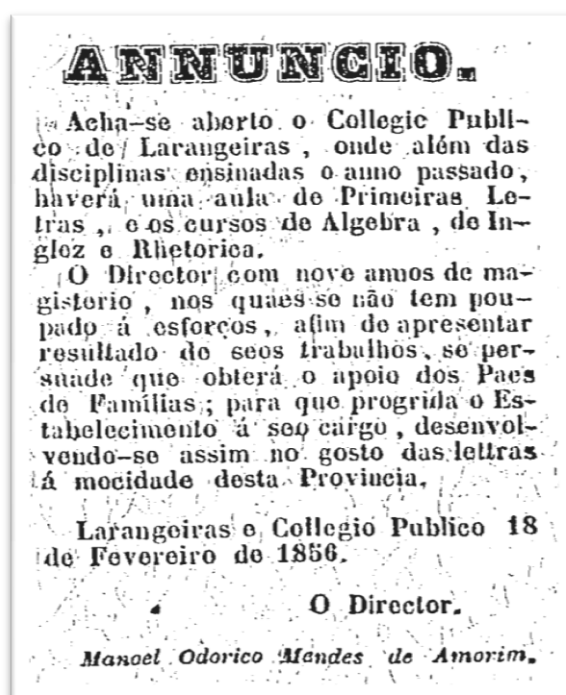 ANNUNCIO.
Acha-se aberto o Collegio Publi-
co de Larangeiras, onde além das
disciplinas ensinadas o anno passado,
haverá uma aula de Primeiras Le-
tras, e os cursos de Algebra, de In-
glez e Rhetorica.
O Director com nove annos de ma-
gisterio, nos quaes se não tem pou-
pado á esforços, afim de apresentar
resultado de seos trabalhos, se per-
suade que obterá o apoio dos Paes
de Famílias; para que progrida o Es-
tabelecimento á seo cargo, desenvol-
vendo-se assim no gosto das lettras
á mocidade desta Provincia.
Larangeiras e Collegio Publico 18
de Fevereiro de 1856.
O Director.
Manoel Odorico Mendes de Amorim.